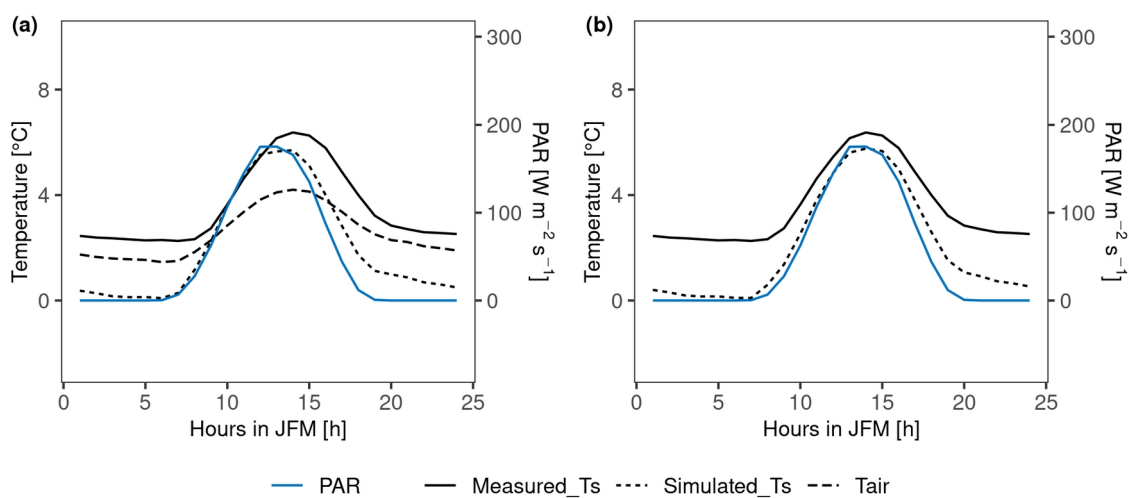 (a)
(b)
Temperature [°C]
8
4
0
300
200
100
0
PAR [W m⁻² s⁻¹]
0 5 10 15 20 25
Hours in JFM [h]
Temperature [°C]
8
4
0
300
200
100
0
PAR [W m⁻² s⁻¹]
0 5 10 15 20 25
Hours in JFM [h]
PAR Measured_Ts Simulated_Ts Tair